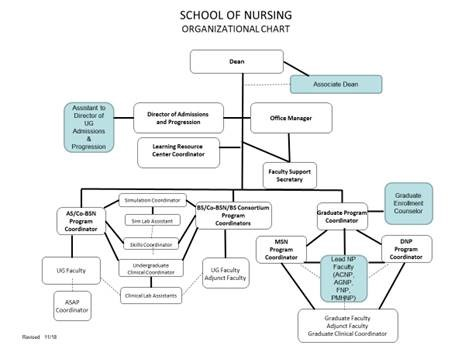 SCHOOL OF NURSING
ORGANIZATIONAL CHART
Dean
Associate Dean
Assistant to
Director of
UG
Admissions
&
Progression
Director of Admissions
and Progression
Office Manager
Learning Resource
Center Coordinator
Faculty Support
Secretary
Simulation Coordinator
Sim Lab Assistant
Skills Coordinator
Undergraduate
Clinical Coordinator
Clinical Lab Assistants
AS/Co-BSN
Program
Coordinator
BS/Co-BSN/BS Consortium
Program
Coordinators
Graduate Program
Coordinator
Graduate
Enrollment
Counselor
MSN
Program
Coordinator
DNP
Program
Coordinator
Lead NP
Faculty
(ACNP,
AGNP,
FNP,
PMHNP)
UG Faculty
UG Faculty
Adjunct Faculty
ASAP
Coordinator
Graduate Faculty
Adjunct Faculty
Graduate Clinical Coordinator
Revised 11/18